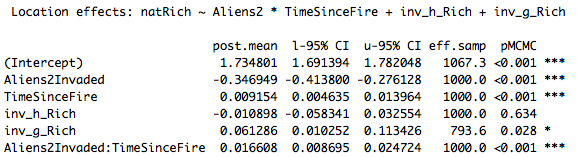 Location effects: natRich ~ Aliens2 * TimeSinceFire + inv_h_Rich + inv_g_Rich
post.mean l-95% CI u-95% CI eff.samp pMCMC
(Intercept) 1.734801 1.691394 1.782048 1067.3 <0.001 ***
Aliens2Invaded -0.346949 -0.413800 -0.276128 1000.0 <0.001 ***
TimeSinceFire 0.009154 0.004635 0.013964 1000.0 <0.001 ***
inv_h_Rich -0.010898 -0.058341 0.032554 1000.0 0.634
inv_g_Rich 0.061286 0.010252 0.113426 793.6 0.028 *
Aliens2Invaded:TimeSinceFire 0.016608 0.008695 0.024724 1000.0 <0.001 ***